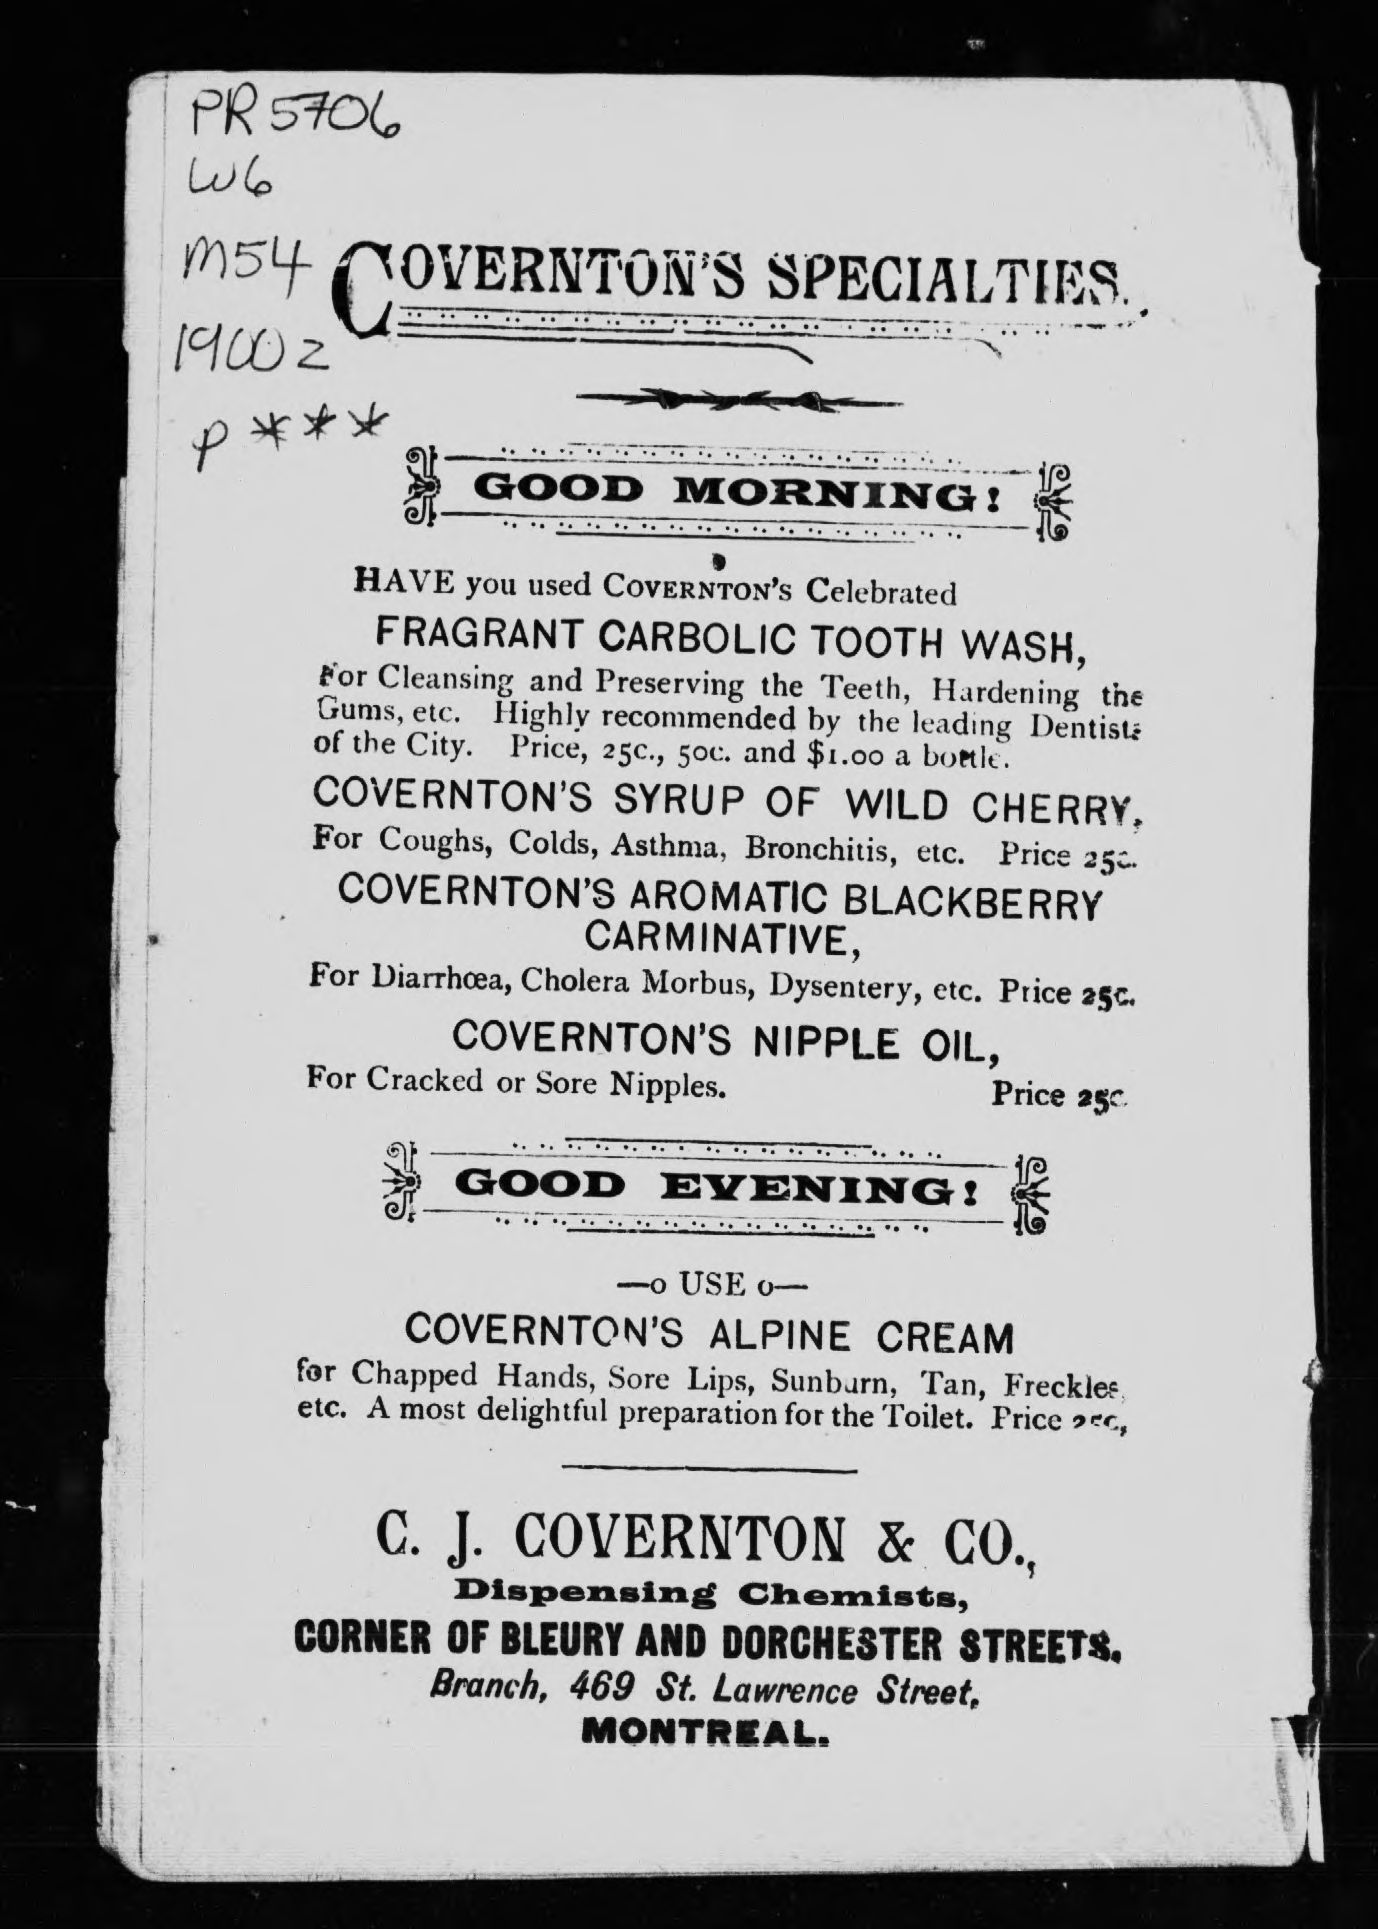 PR 5706
W6
M54
1900z
p***
COVERNTON'S SPECIALTIES.
GOOD MORNING!
HAVE you used COVERNTON'S Celebrated
FRAGRANT CARBOLIC TOOTH WASH,
For Cleansing and Preserving the Teeth, Hardening the
Gums, etc. Highly recommended by the leading Dentists
of the City. Price, 25c., 50c. and $1.00 a bottle.
COVERNTON'S SYRUP OF WILD CHERRY,
For Coughs, Colds, Asthma, Bronchitis, etc. Price 25c.
COVERNTON'S AROMATIC BLACKBERRY
CARMINATIVE,
For Diarrhœa, Cholera Morbus, Dysentery, etc. Price 25c.
COVERNTON'S NIPPLE OIL,
For Cracked or Sore Nipples. Price 25c
GOOD EVENING!
—o USE o—
COVERNTON'S ALPINE CREAM
for Chapped Hands, Sore Lips, Sunburn, Tan, Freckles,
etc. A most delightful preparation for the Toilet. Price 25c,
C. J. COVERNTON & CO.,
Dispensing Chemists,
CORNER OF BLEURY AND DORCHESTER STREETS.
Branch, 469 St. Lawrence Street,
MONTREAL.